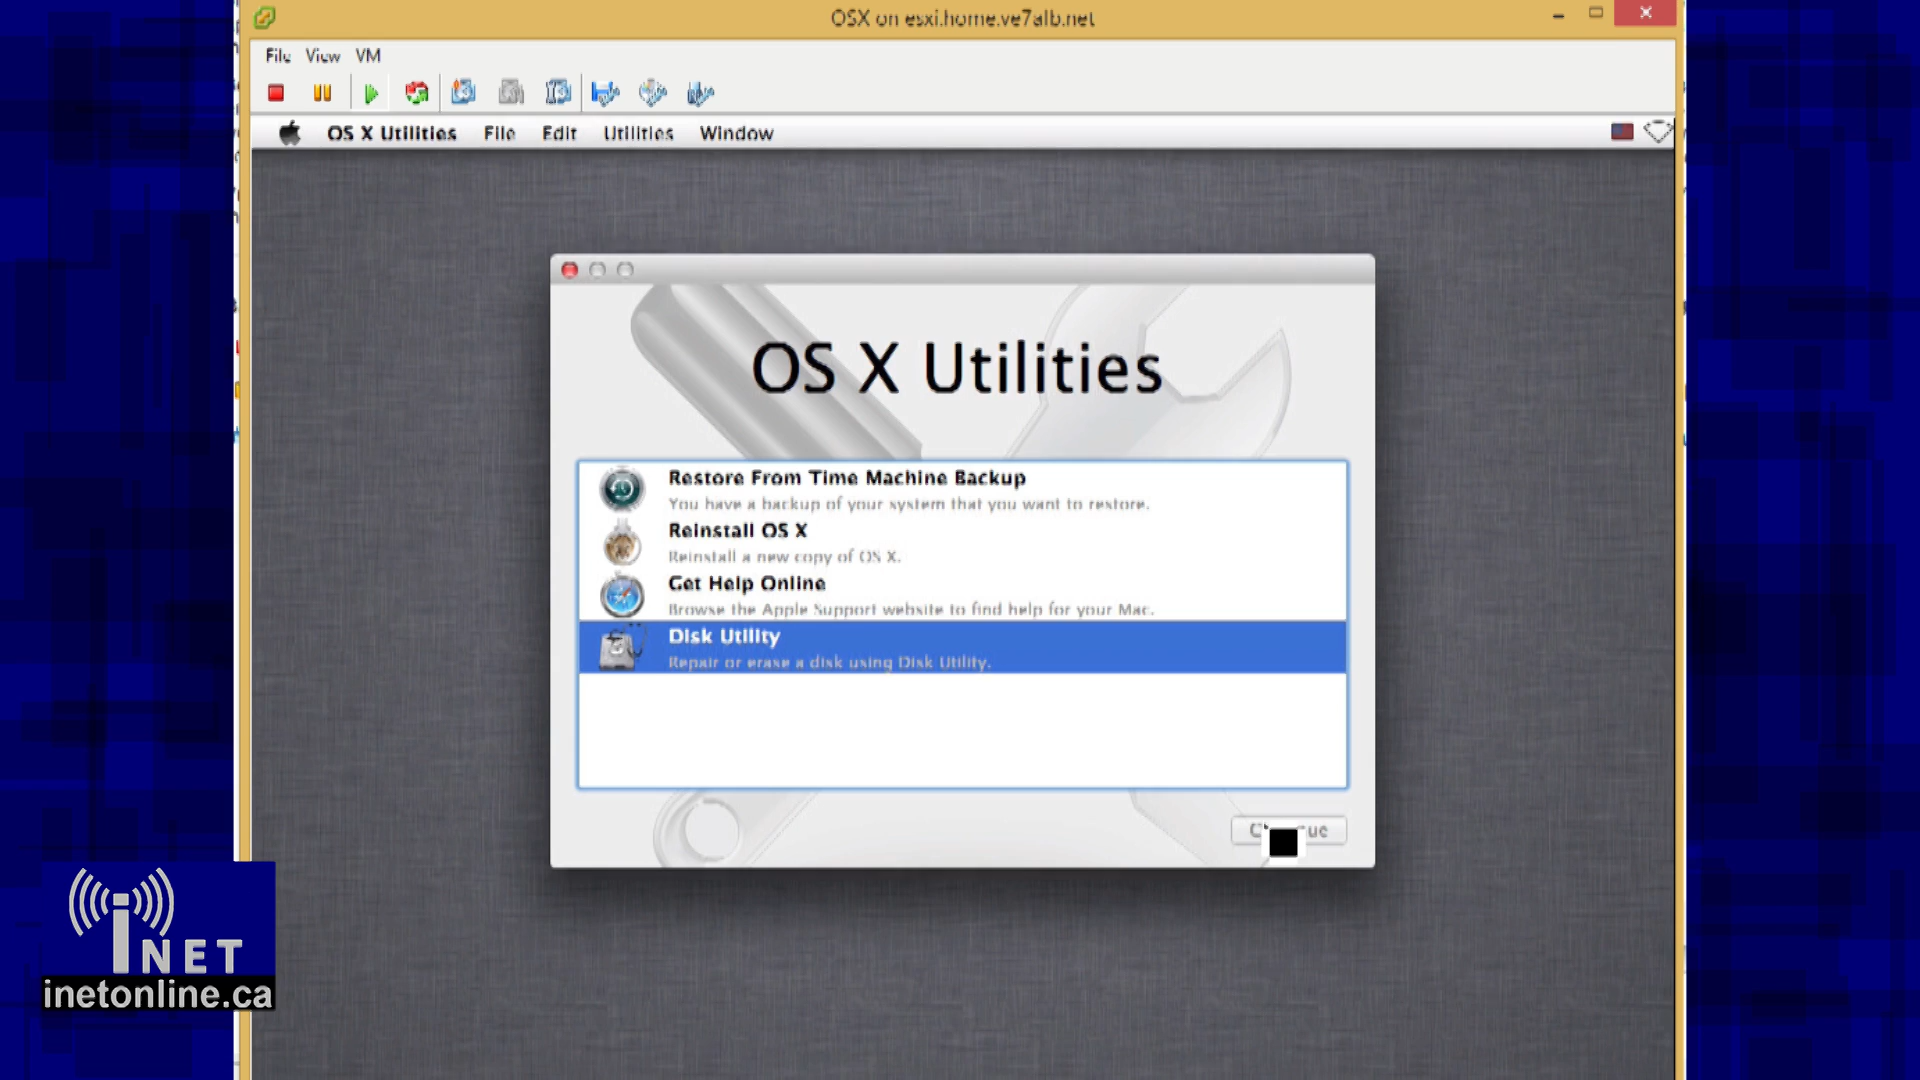 OSX on esxi.home.ve7alb.net
File View VM
OS X Utilities File Edit Utilities Window
OS X Utilities
Restore From Time Machine Backup
You have a backup of your system that you want to restore.
Reinstall OS X
Reinstall a new copy of OS X.
Get Help Online
Browse the Apple Support website to find help for your Mac.
Disk Utility
Repair or erase a disk using Disk Utility.
iNET
inetonline.ca